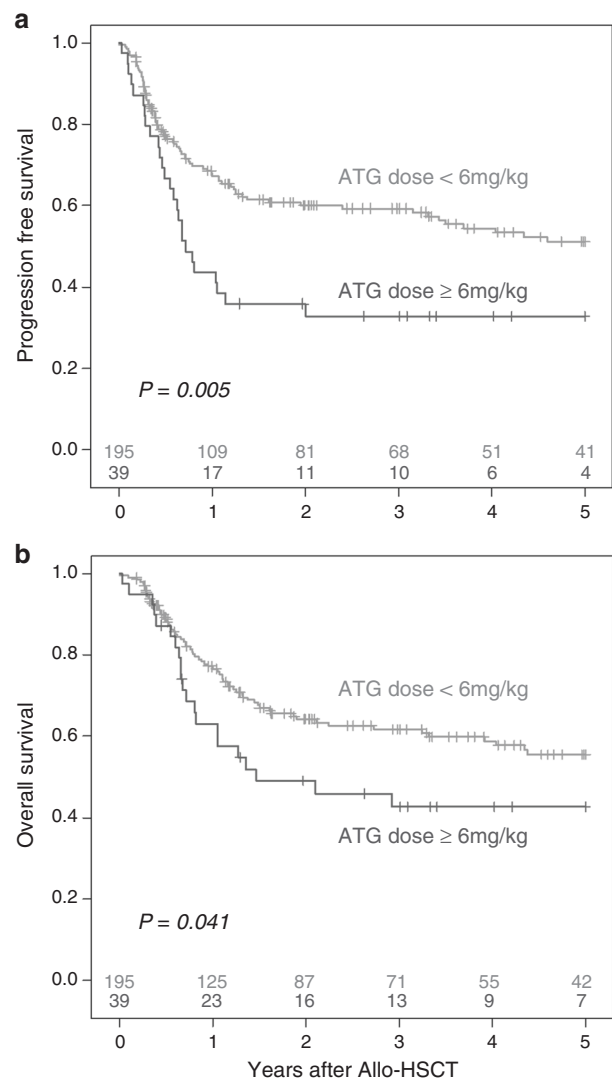 a
Progression free survival
1.0
0.8
0.6
0.4
0.2
0.0
ATG dose < 6mg/kg
ATG dose ≥ 6mg/kg
P = 0.005
195 109 81 68 51 41
39 17 11 10 6 4
0 1 2 3 4 5
b
Overall survival
1.0
0.8
0.6
0.4
0.2
0.0
ATG dose < 6mg/kg
ATG dose ≥ 6mg/kg
P = 0.041
195 125 87 71 55 42
39 23 16 13 9 7
0 1 2 3 4 5
Years after Allo-HSCT